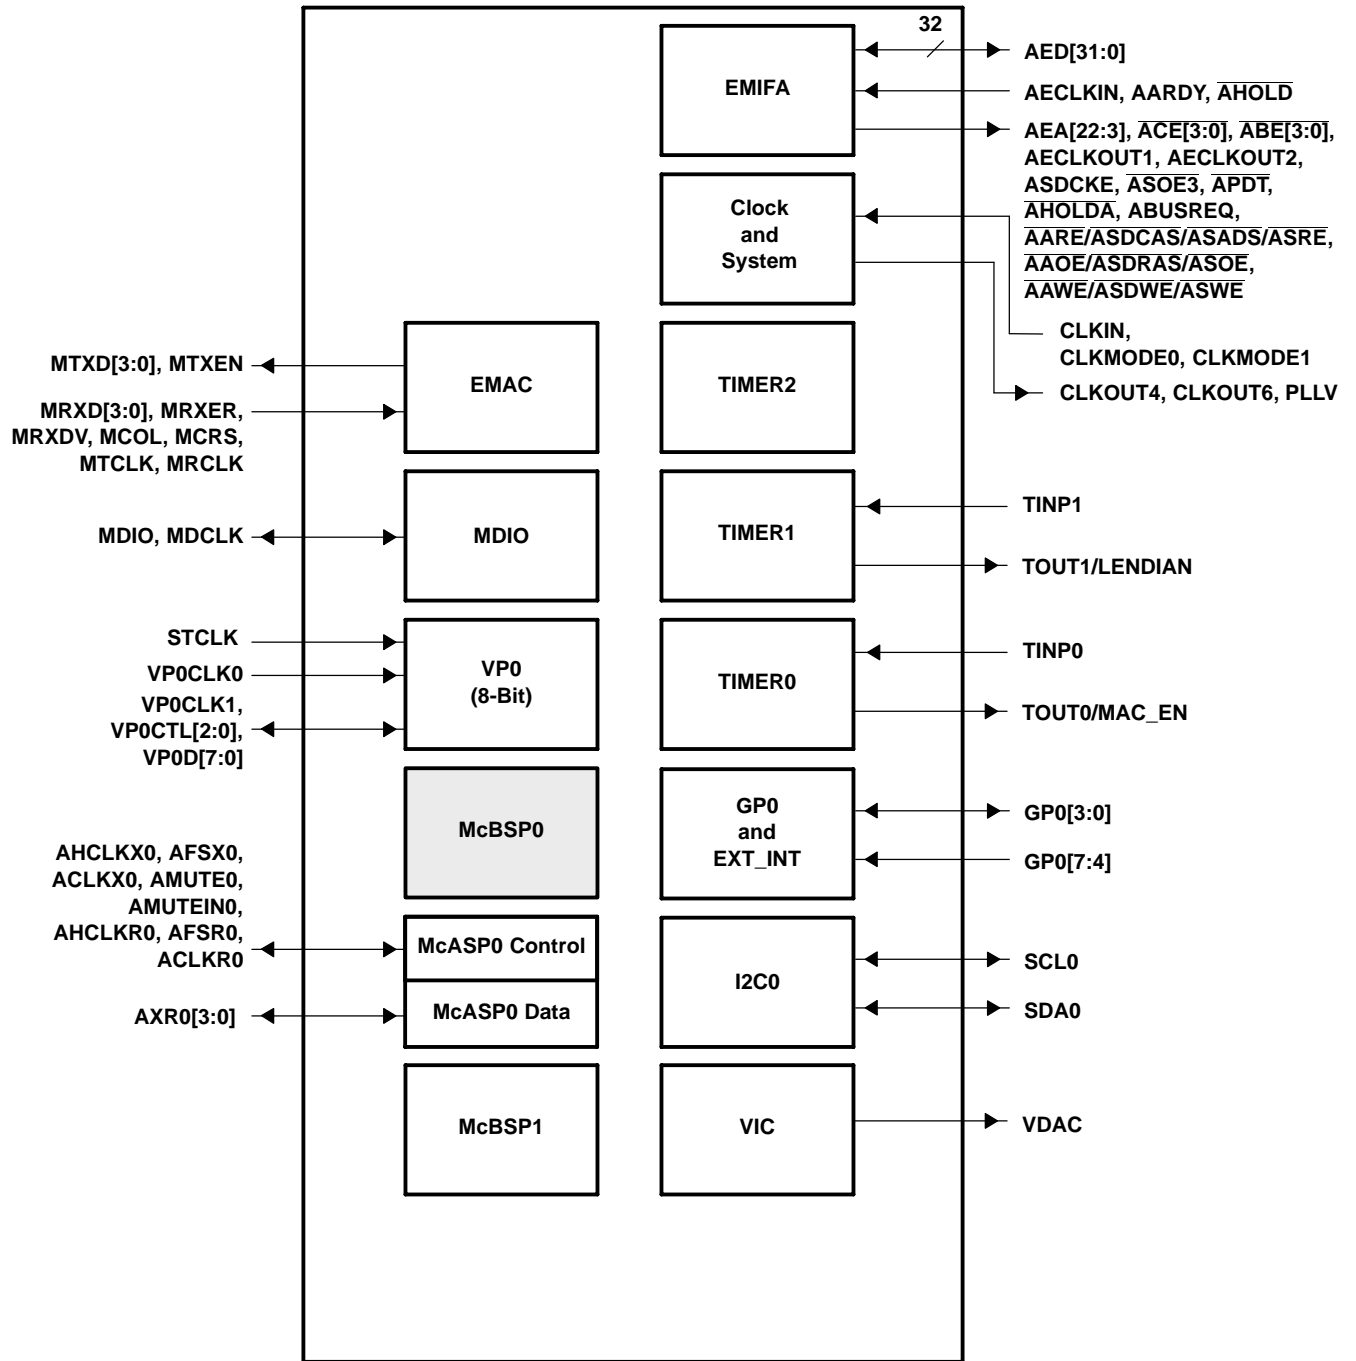 32
AED[31:0]
EMIFA
AECLKIN, AARDY, AHOLD
AEA[22:3], ACE[3:0], ABE[3:0],
AECLKOUT1, AECLKOUT2,
ASDCKE, ASOE3, APDT,
AHOLDA, ABUSREQ,
AARE/ASDCAS/ASADS/ASRE,
AAOE/ASDRAS/ASOE,
AAWE/ASDWE/ASWE
Clock
and
System
CLKIN,
CLKMODE0, CLKMODE1
CLKOUT4, CLKOUT6, PLLV
MTXD[3:0], MTXEN
MRXD[3:0], MRXER,
MRXDV, MCOL, MCRS,
MTCLK, MRCLK
EMAC
TIMER2
MDIO, MDCLK
MDIO
TIMER1
TINP1
TOUT1/LENDIAN
STCLK
VP0CLK0
VP0CLK1,
VP0CTL[2:0],
VP0D[7:0]
VP0
(8-Bit)
TIMER0
TINP0
TOUT0/MAC_EN
McBSP0
GP0
and
EXT_INT
GP0[3:0]
GP0[7:4]
AHCLKX0, AFSX0,
ACLKX0, AMUTE0,
AMUTEIN0,
AHCLKR0, AFSR0,
ACLKR0
McASP0 Control
AXR0[3:0]
McASP0 Data
I2C0
SCL0
SDA0
McBSP1
VIC
VDAC